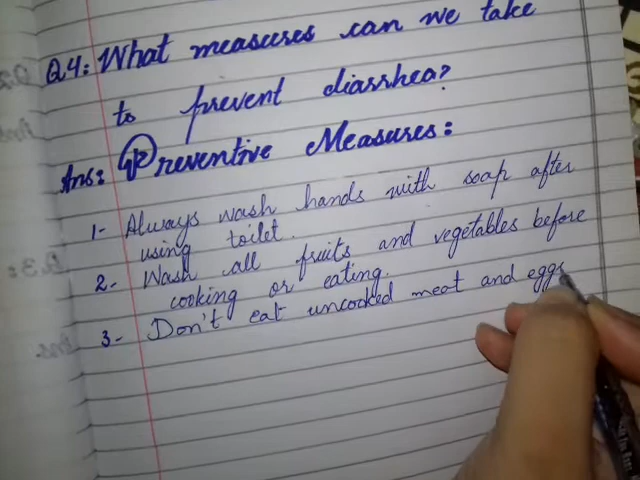 Q4: What measures can we take
to prevent diarrhea?
Ans: Preventive Measures:
1- Always wash hands with soap after
using toilet.
2- Wash all fruits and vegetables before
cooking or eating.
3- Don't eat uncooked meat and eggs